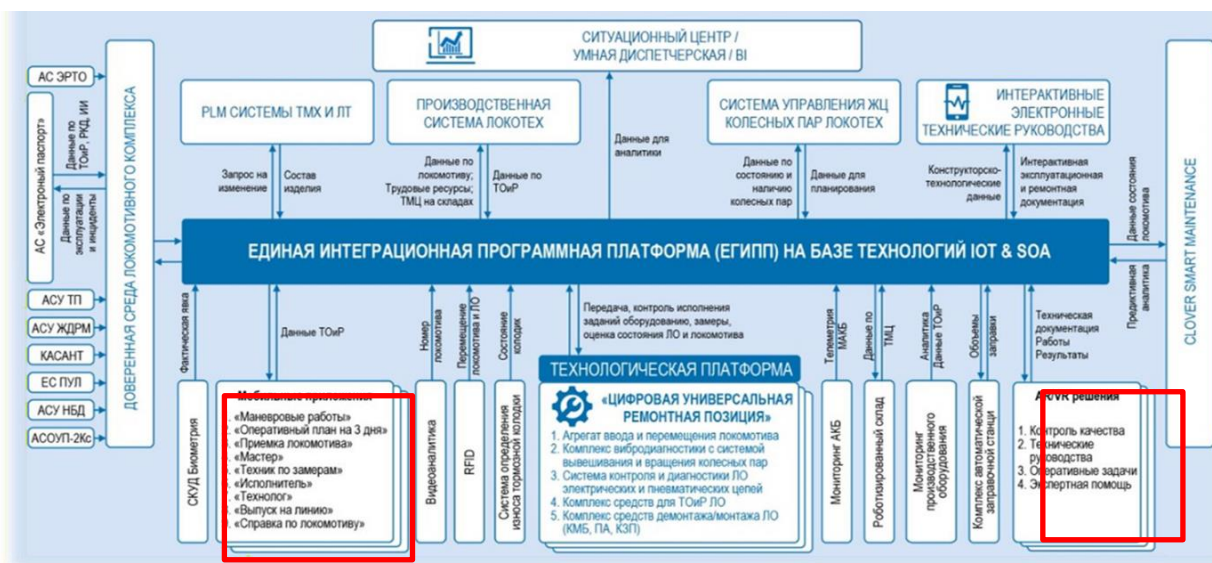 СИТУАЦИОННЫЙ ЦЕНТР /
УМНАЯ ДИСПЕТЧЕРСКАЯ / BI
АС ЭРТО
АС «Электроный паспорт»
Данные по
ТОиР, РКД, ИИ
Данные по
эксплуатации
и инциденты
АСУ ТП
АСУ ЖДРМ
КАСАНТ
ЕС ПУЛ
АСУ НБД
АСОУП-2Кс
ДОВЕРЕННАЯ СРЕДА ЛОКОМОТИВНОГО КОМПЛЕКСА
PLM СИСТЕМЫ ТМХ И ЛТ
ПРОИЗВОДСТВЕННАЯ
СИСТЕМА ЛОКОТЕХ
СИСТЕМА УПРАВЛЕНИЯ ЖЦ
КОЛЕСНЫХ ПАР ЛОКОТЕХ
ИНТЕРАКТИВНЫЕ
ЭЛЕКТРОННЫЕ
ТЕХНИЧЕСКИЕ РУКОВОДСТВА
Запрос на
изменение
Состав
изделия
Данные по
локомотиву;
Трудовые ресурсы;
ТМЦ на складах
Данные по
ТОиР
Данные для
аналитики
Данные по
состоянию и
наличию
колесных пар
Данные для
планирования
Конструкторско-
технологические
данные
Интерактивная
эксплуатационная
и ремонтная
документация
Данные состояния
локомотива
Предиктивная
аналитика
CLOVER SMART MAINTENANCE
ЕДИНАЯ ИНТЕГРАЦИОННАЯ ПРОГРАММНАЯ ПЛАТФОРМА (ЕГИПП) НА БАЗЕ ТЕХНОЛОГИЙ IOT & SOA
Фактическая явка
Данные ТОиР
Номер
локомотива
Перемещение
локомотива и ЛО
Состояние
колодик
Передача, контроль исполнения
заданий оборудованию, замеры,
оценка состояния ЛО и локомотива
Телеметрия
МАКБ
Данные по
ТМЦ
Аналитика
Данные ТОиР
Объемы
заправки
Техническая
документация
Работы
Результаты
СКУД Биометрия
Мобильные приложения
«Маневровые работы»
«Оперативный план на 3 дня»
«Приемка локомотива»
«Мастер»
«Техник по замерам»
«Исполнитель»
«Технолог»
«Выпуск на линию»
«Справка по локомотиву»
Видеоаналитика
RFID
Система определения
износа тормозной колодки
ТЕХНОЛОГИЧЕСКАЯ ПЛАТФОРМА
«ЦИФРОВАЯ УНИВЕРСАЛЬНАЯ
РЕМОНТНАЯ ПОЗИЦИЯ»
1. Агрегат ввода и перемещения локомотива
2. Комплекс вибродиагностики с системой
вывешивания и вращения колесных пар
3. Система контроля и диагностики ЛО
электрических и пневматических цепей
4. Комплекс средств для ТОиР ЛО
5. Комплекс средств демонтажа/монтажа ЛО
(КМБ, ПА, КЗП)
Мониторинг АКБ
Роботизированный склад
Мониторинг
производственного
оборудования
Комплекс автоматической
заправочной станци
AR/VR решения
1. Контроль качества
2. Технические
руководства
3. Оперативные задачи
4. Экспертная помощь